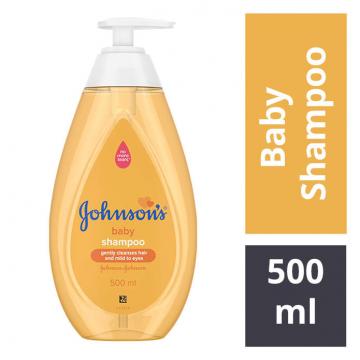 no more
tears
Johnson's
baby
shampoo
gently cleanses hair
and mild to eyes
Johnson & Johnson
500 ml
Baby
Shampoo
500
ml